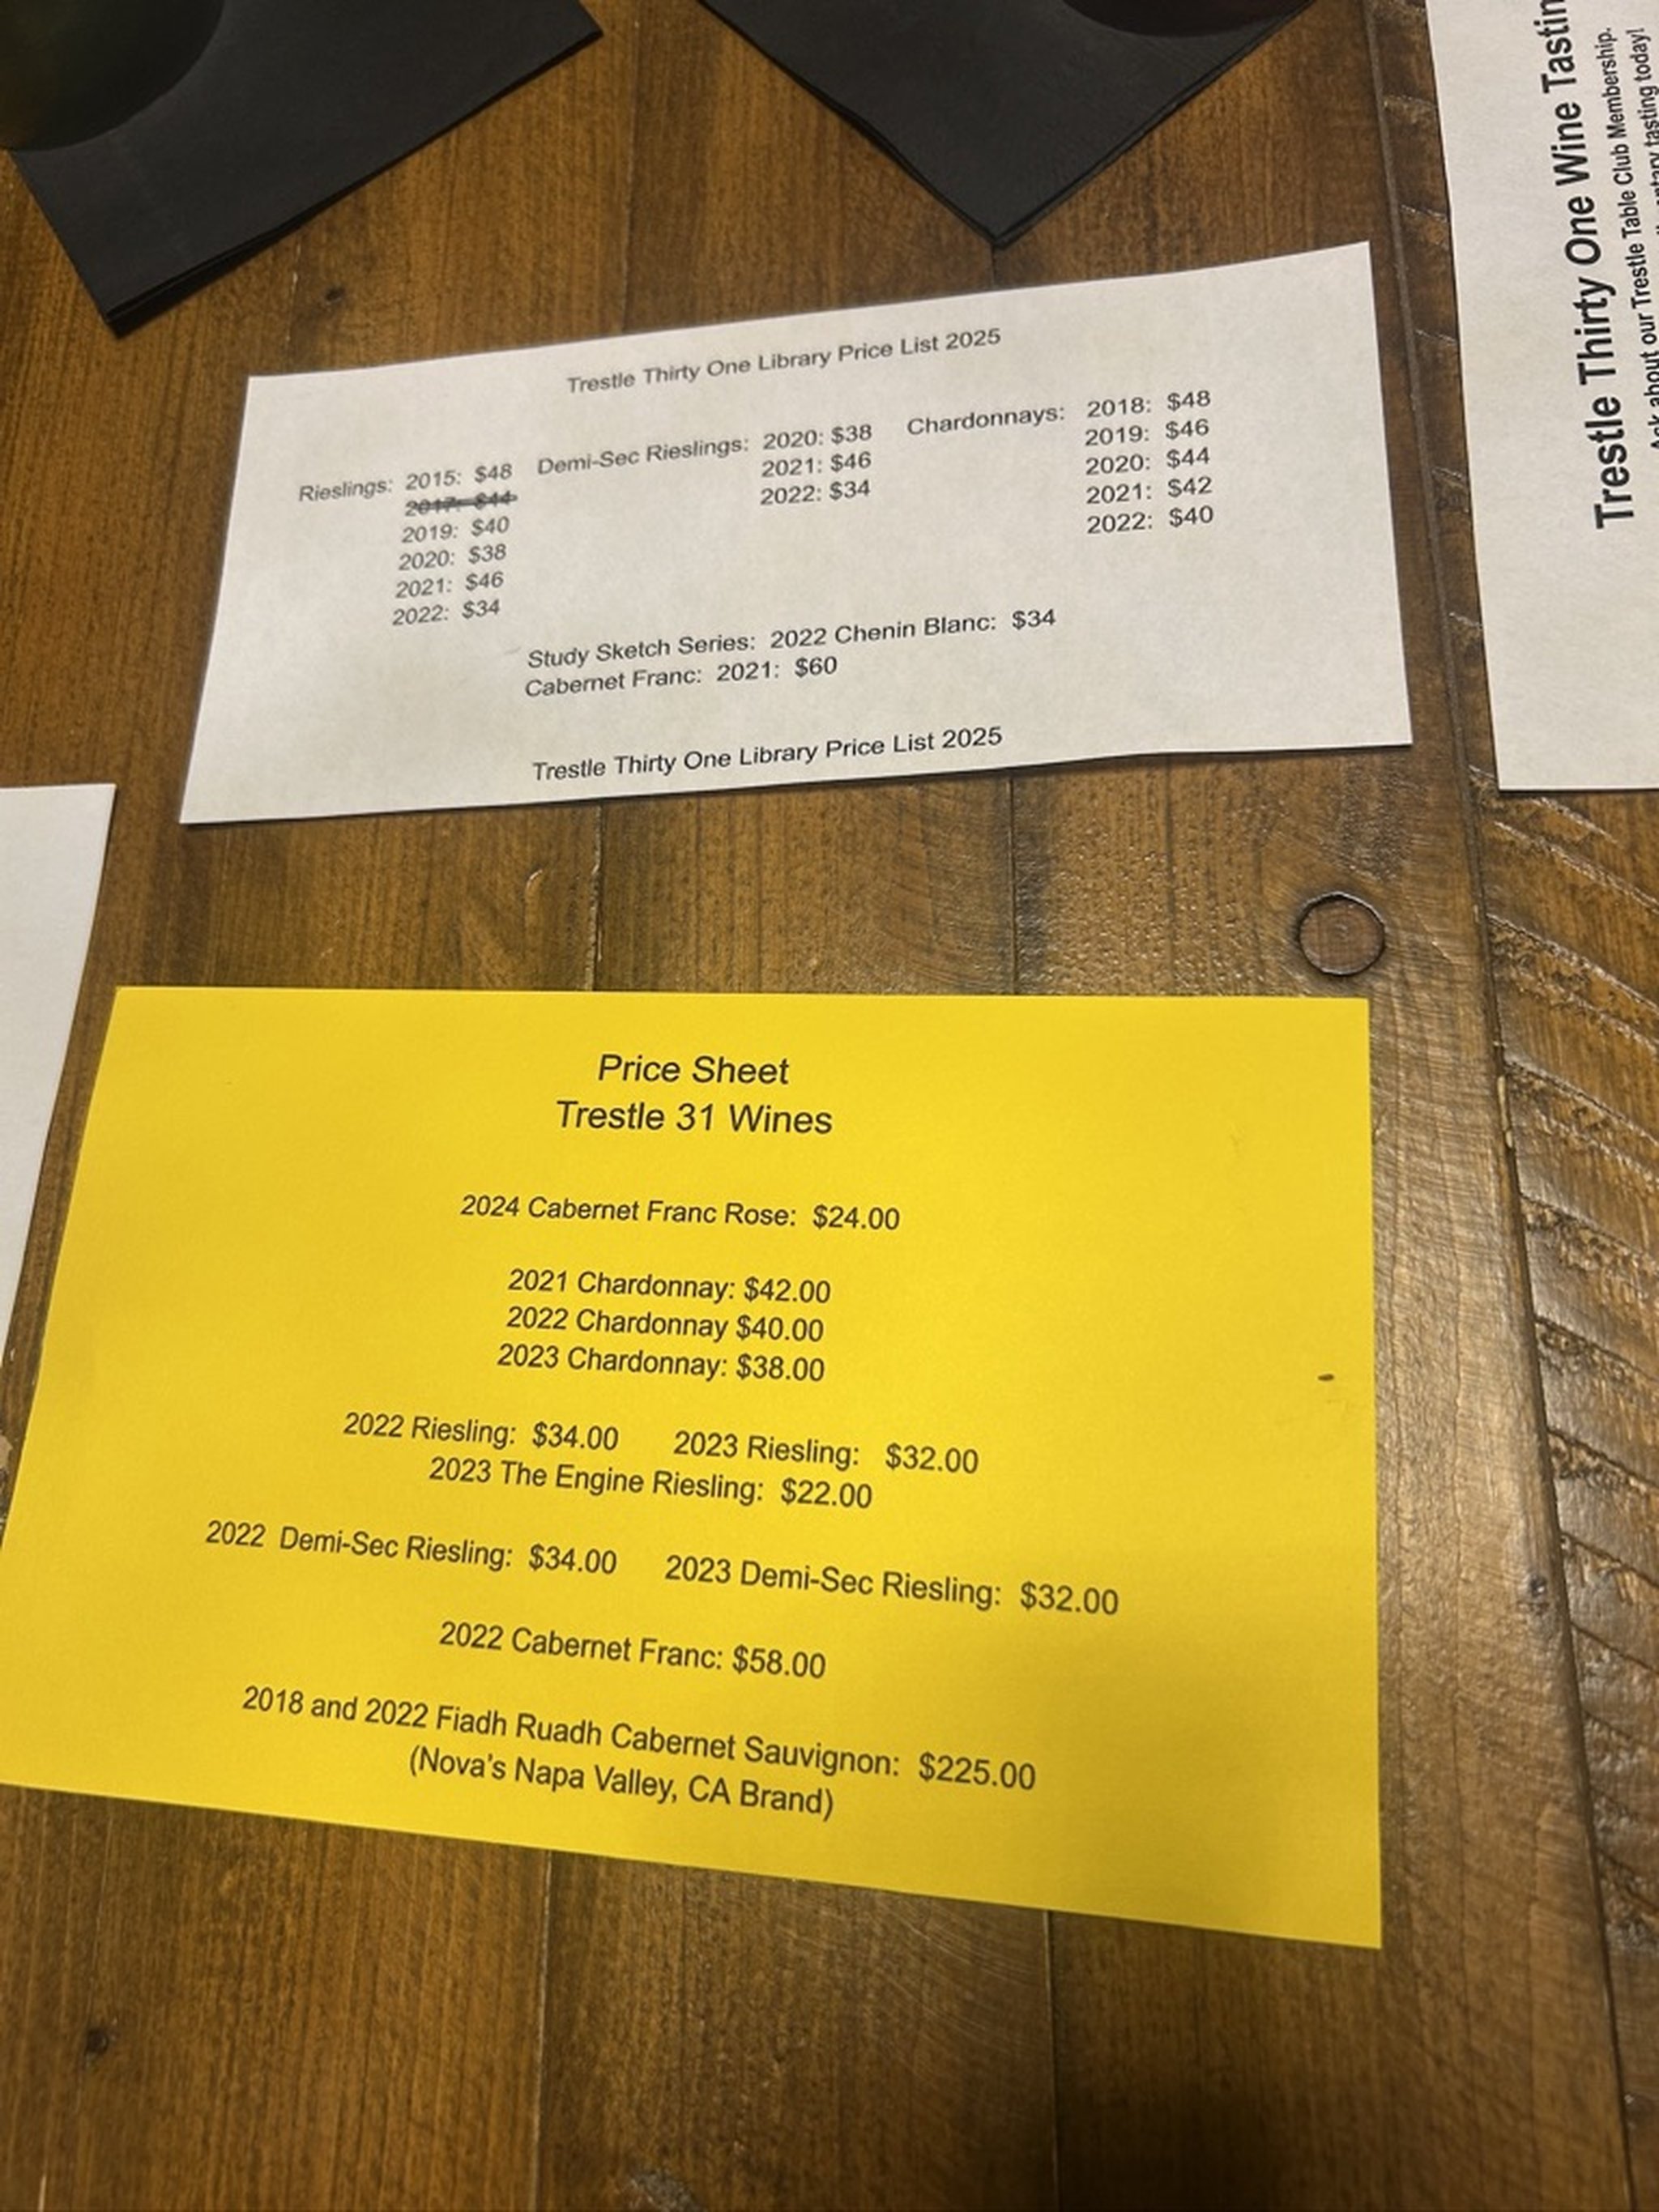 Trestle Thirty One Library Price List 2025
Rieslings: 2015: $48 Demi-Sec Rieslings: 2020: $38 Chardonnays: 2018: $48
2017: $44 2021: $46 2019: $46
2019: $40 2022: $34 2020: $44
2020: $38 2021: $42
2021: $46 2022: $40
2022: $34
Study Sketch Series: 2022 Chenin Blanc: $34
Cabernet Franc: 2021: $60
Trestle Thirty One Library Price List 2025
Trestle Thirty One Wine Tastin
Ask about our Trestle Table Club Membership.
tasting today!
Price Sheet
Trestle 31 Wines
2024 Cabernet Franc Rose: $24.00
2021 Chardonnay: $42.00
2022 Chardonnay $40.00
2023 Chardonnay: $38.00
2022 Riesling: $34.00 2023 Riesling: $32.00
2023 The Engine Riesling: $22.00
2022 Demi-Sec Riesling: $34.00 2023 Demi-Sec Riesling: $32.00
2022 Cabernet Franc: $58.00
2018 and 2022 Fiadh Ruadh Cabernet Sauvignon: $225.00
(Nova's Napa Valley, CA Brand)